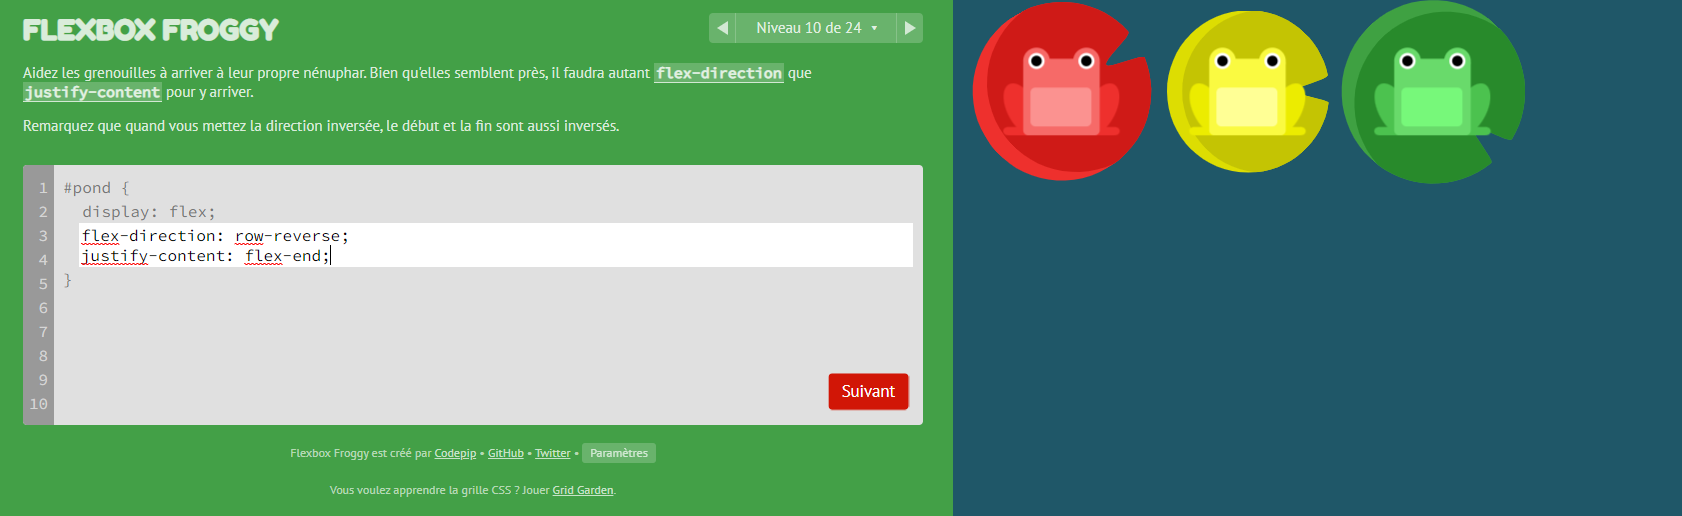 FLEXBOX FROGGY
Niveau 10 de 24
Aidez les grenouilles à arriver à leur propre nénuphar. Bien qu'elles semblent près, il faudra autant flex-direction que
justify-content pour y arriver.
Remarquez que quand vous mettez la direction inversée, le début et la fin sont aussi inversés.
1 #pond {
2 display: flex;
3 flex-direction: row-reverse;
4 justify-content: flex-end;
5 }
6
7
8
9
10
Suivant
Flexbox Froggy est créé par Codepip • GitHub • Twitter • Paramètres
Vous voulez apprendre la grille CSS ? Jouer Grid Garden.